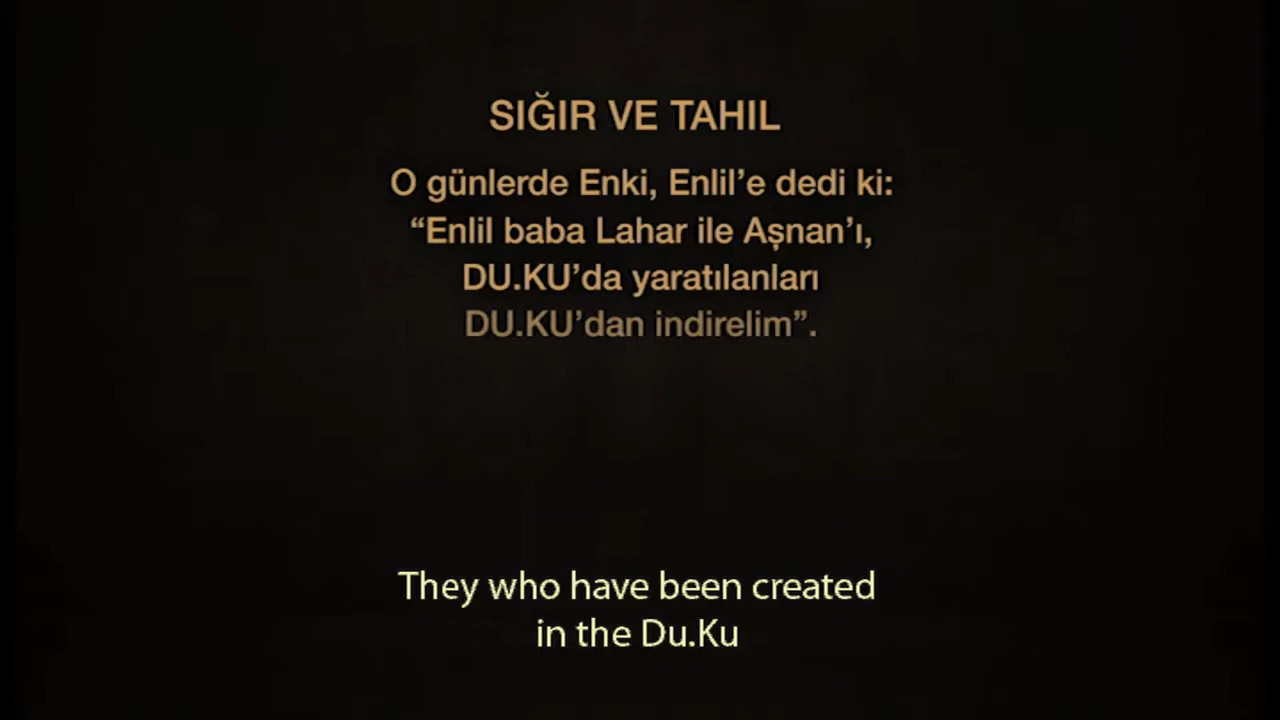 SIĞIR VE TAHIL
O günlerde Enki, Enlil’e dedi ki:
“Enlil baba Lahar ile Aşnan’ı,
DU.KU’da yaratılanları
DU.KU’dan indirelim”.
They who have been created
in the Du.Ku